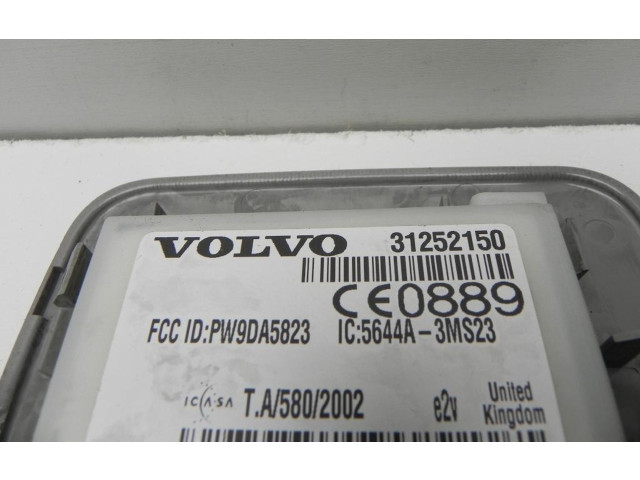 VOLVO 31252150
CE0889
FCC ID:PW9DA5823 IC:5644A-3MS23
ICASA T.A/580/2002 e2v United Kingdom